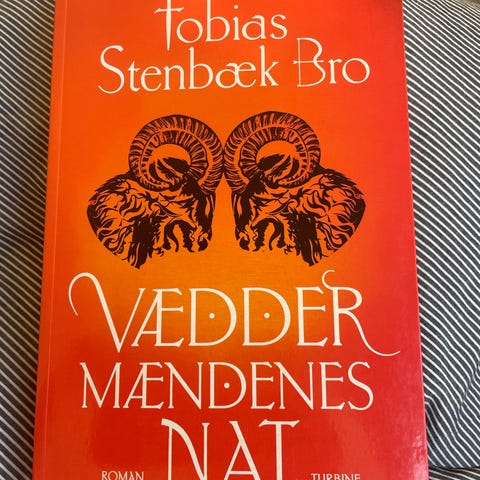 Tobias
Stenbæk Bro
VÆDDER
MÆNDENES
NAT
ROMAN
TURBINE